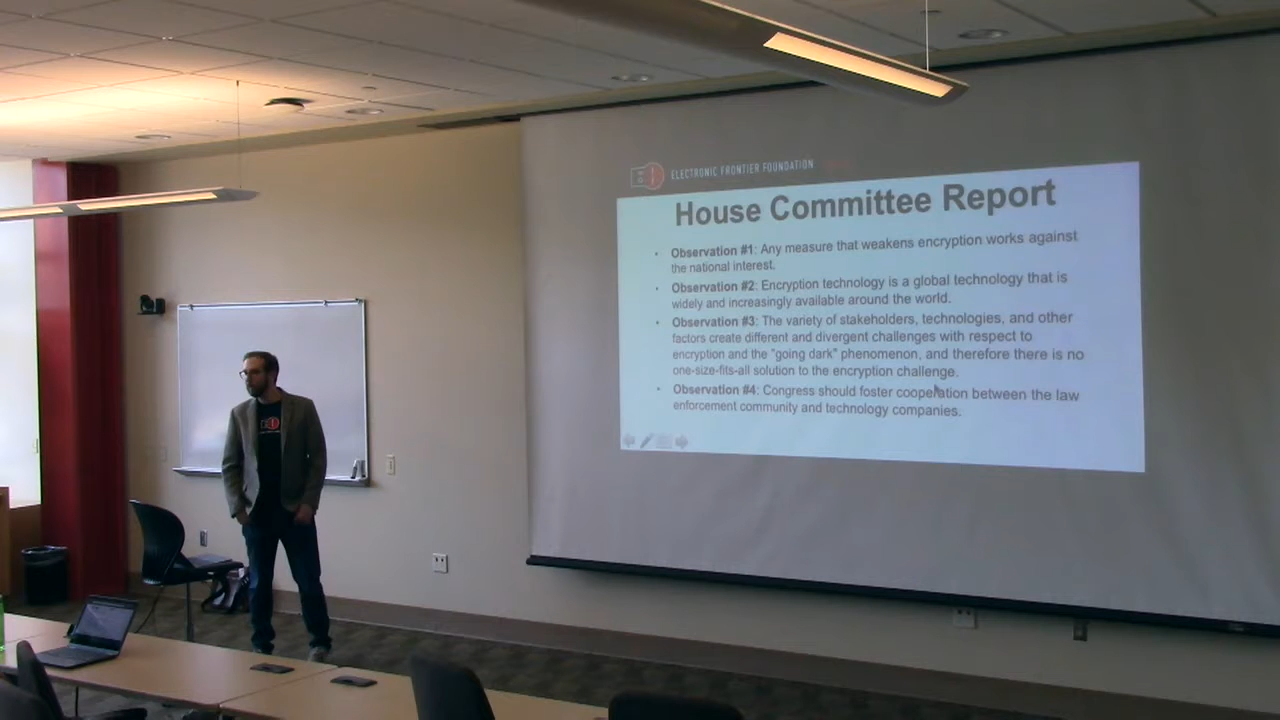 ELECTRONIC FRONTIER FOUNDATION
House Committee Report
• Observation #1: Any measure that weakens encryption works against
the national interest.
• Observation #2: Encryption technology is a global technology that is
widely and increasingly available around the world.
• Observation #3: The variety of stakeholders, technologies, and other
factors create different and divergent challenges with respect to
encryption and the "going dark" phenomenon, and therefore there is no
one-size-fits-all solution to the encryption challenge.
• Observation #4: Congress should foster cooperation between the law
enforcement community and technology companies.